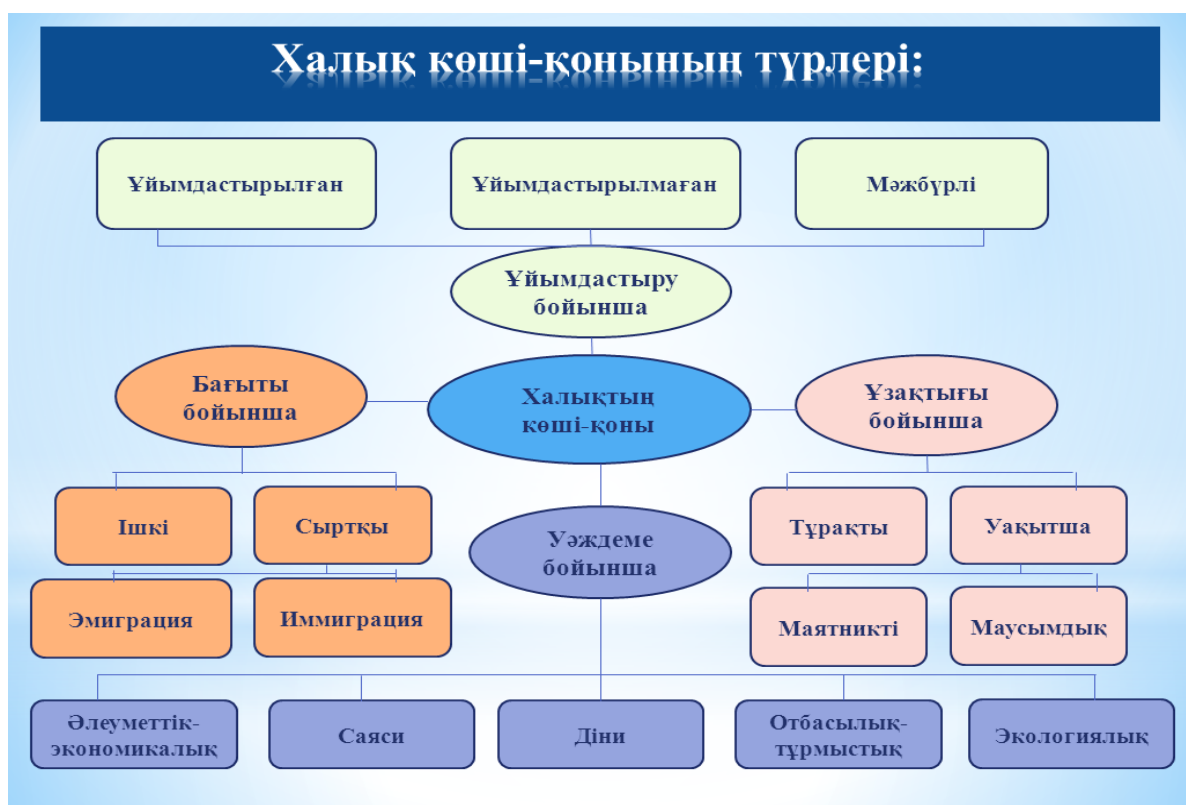 Халық көші-қонының түрлері:
Ұйымдастырылған
Ұйымдастырылмаған
Мәжбүрлі
Ұйымдастыру
бойынша
Бағыты
бойынша
Халықтың
көші-қоны
Ұзақтығы
бойынша
Ішкі
Сыртқы
Уәждеме
бойынша
Тұрақты
Уақытша
Эмиграция
Иммиграция
Маятникті
Маусымдық
Әлеуметтік-
экономикалық
Саяси
Діни
Отбасылық-
тұрмыстық
Экологиялық